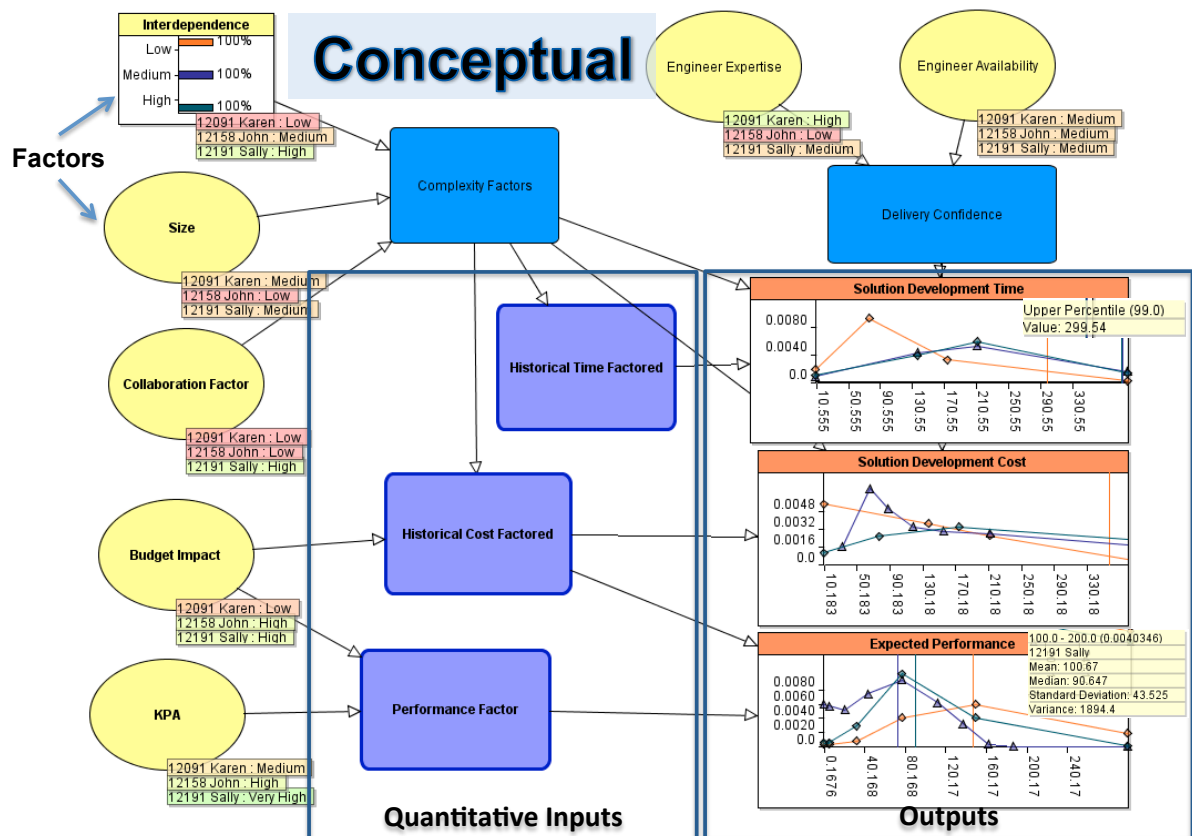 Interdependence
Low
100%
Medium
100%
High
100%
12091 Karen : Low
12158 John : Medium
12191 Sally : High
Conceptual
Engineer Expertise
12091 Karen : High
12158 John : Low
12191 Sally : Medium
Engineer Availability
12091 Karen : Medium
12158 John : Medium
12191 Sally : Medium
Factors
Complexity Factors
Delivery Confidence
Size
12091 Karen : Medium
12158 John : Low
12191 Sally : Medium
Collaboration Factor
12091 Karen : Low
12158 John : Low
12191 Sally : High
Budget Impact
12091 Karen : Low
12158 John : High
12191 Sally : High
KPA
12091 Karen : Medium
12158 John : High
12191 Sally : Very High
Historical Time Factored
Historical Cost Factored
Performance Factor
Quantitative Inputs
Solution Development Time
Upper Percentile (99.0)
Value: 299.54
0.0080
0.0040
0.0
10.555
50.555
90.555
130.55
170.55
210.55
250.55
290.55
330.55
Solution Development Cost
0.0048
0.0032
0.0016
0.0
10.183
50.183
90.183
130.18
170.18
210.18
250.18
290.18
330.18
Expected Performance
100.0 - 200.0 (0.0040346)
12191 Sally
Mean: 100.67
Median: 90.647
Standard Deviation: 43.525
Variance: 1894.4
0.0080
0.0060
0.0040
0.0020
0.0
0.1676
40.168
80.168
120.17
160.17
200.17
240.17
Outputs